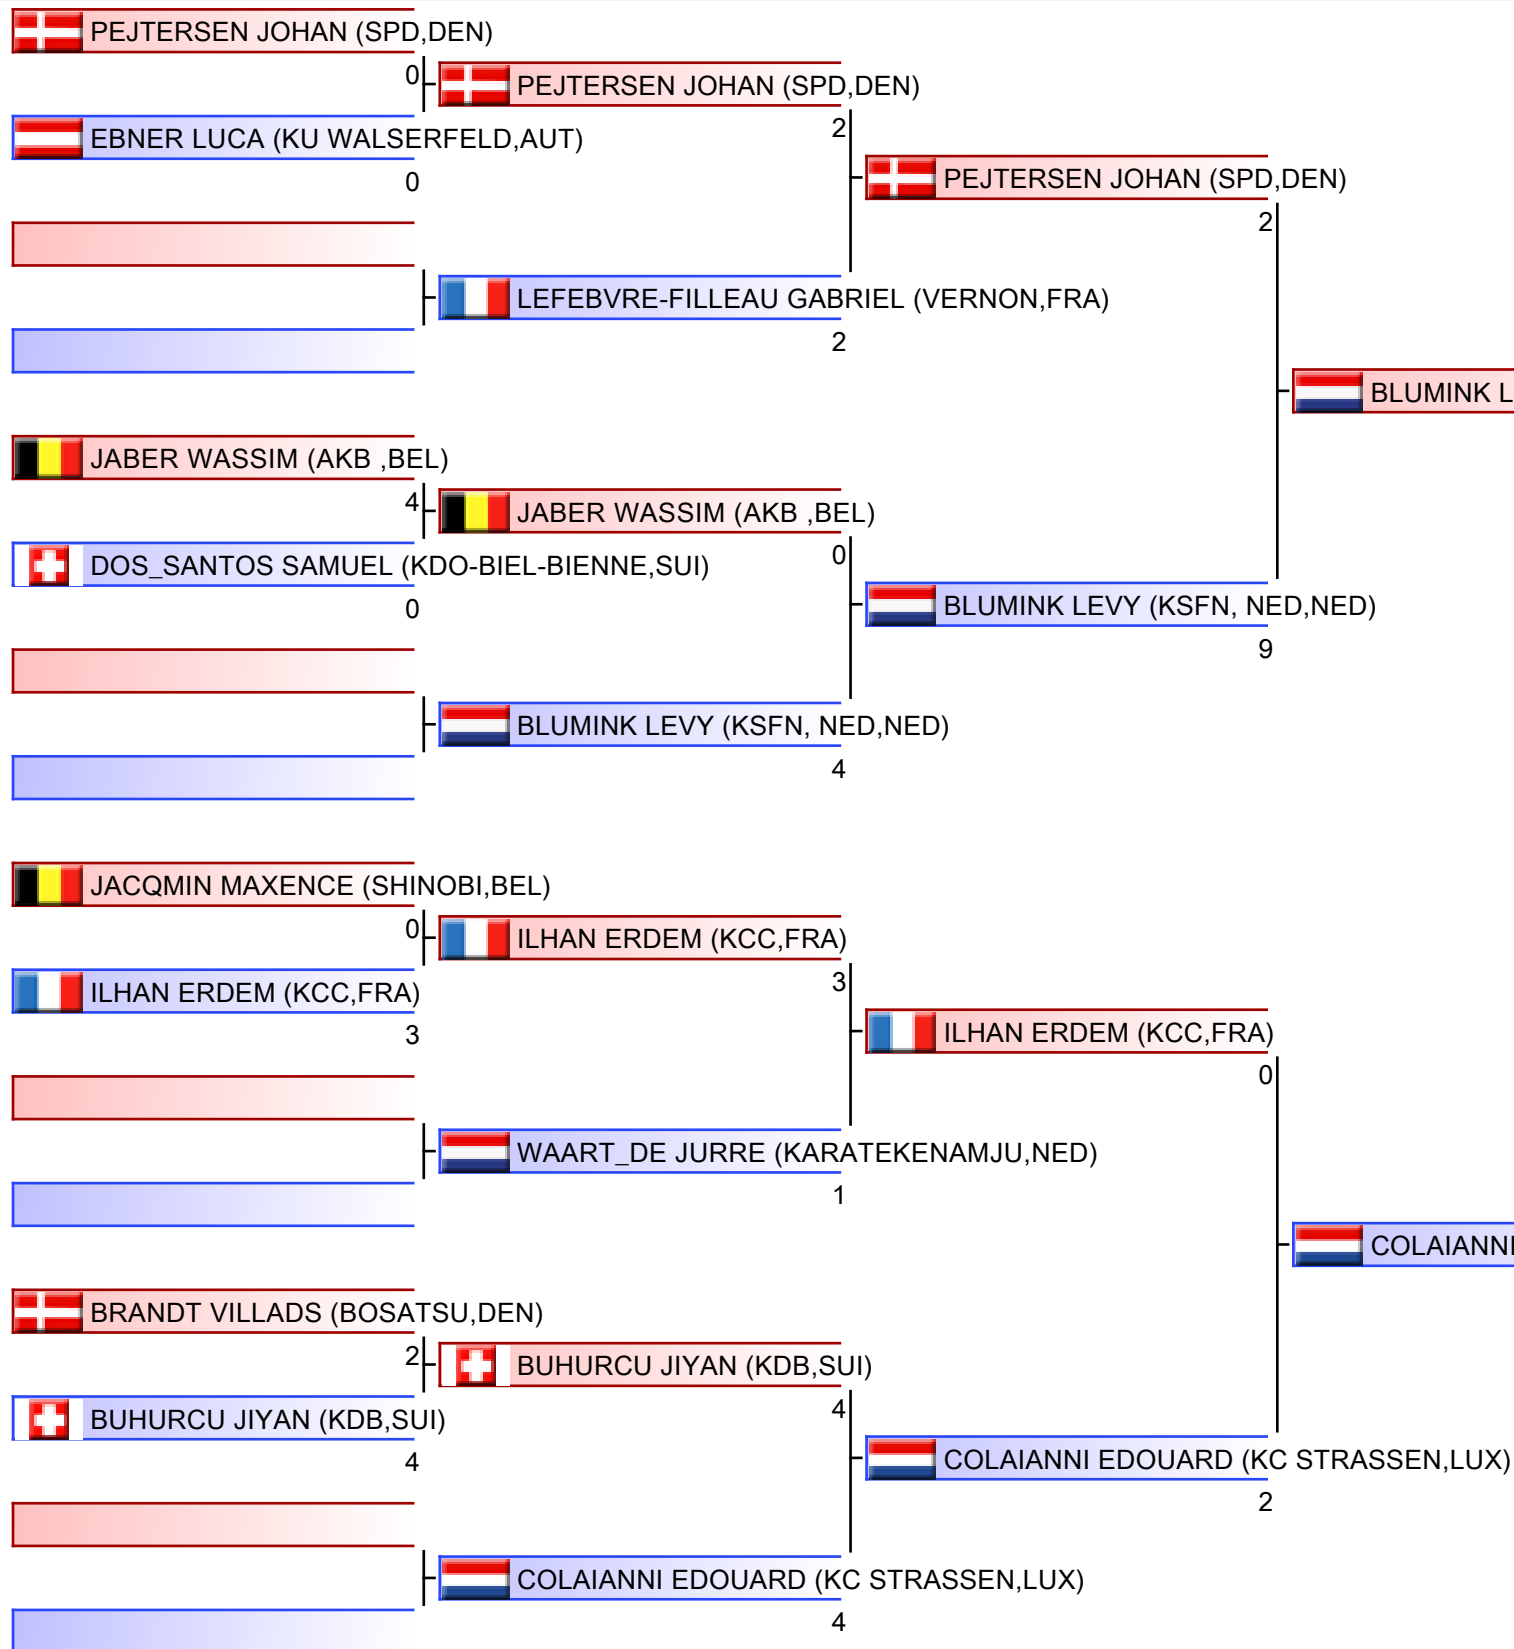 PEJTERSEN JOHAN (SPD,DEN)
0
PEJTERSEN JOHAN (SPD,DEN)
2
EBNER LUCA (KU WALSERFELD,AUT)
0
PEJTERSEN JOHAN (SPD,DEN)
2
LEFEBVRE-FILLEAU GABRIEL (VERNON,FRA)
2
BLUMINK L
JABER WASSIM (AKB ,BEL)
4
JABER WASSIM (AKB ,BEL)
0
DOS_SANTOS SAMUEL (KDO-BIEL-BIENNE,SUI)
0
BLUMINK LEVY (KSFN, NED,NED)
9
BLUMINK LEVY (KSFN, NED,NED)
4
JACQMIN MAXENCE (SHINOBI,BEL)
0
ILHAN ERDEM (KCC,FRA)
3
ILHAN ERDEM (KCC,FRA)
3
ILHAN ERDEM (KCC,FRA)
0
WAART_DE JURRE (KARATEKENAMJU,NED)
1
COLAIANNI
BRANDT VILLADS (BOSATSU,DEN)
2
BUHURCU JIYAN (KDB,SUI)
4
BUHURCU JIYAN (KDB,SUI)
4
COLAIANNI EDOUARD (KC STRASSEN,LUX)
2
COLAIANNI EDOUARD (KC STRASSEN,LUX)
4